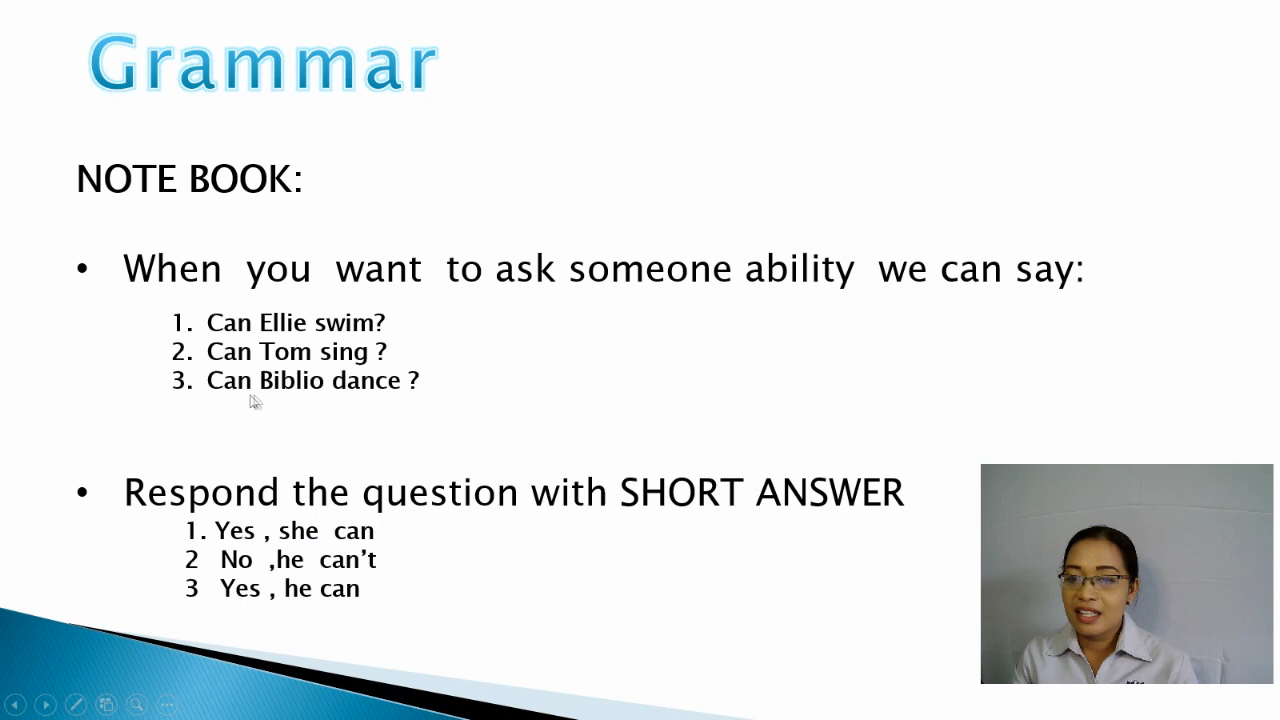 Grammar
NOTE BOOK:
• When you want to ask someone ability we can say:
1. Can Ellie swim?
2. Can Tom sing ?
3. Can Biblio dance ?
• Respond the question with SHORT ANSWER
1. Yes , she can
2 No ,he can’t
3 Yes , he can